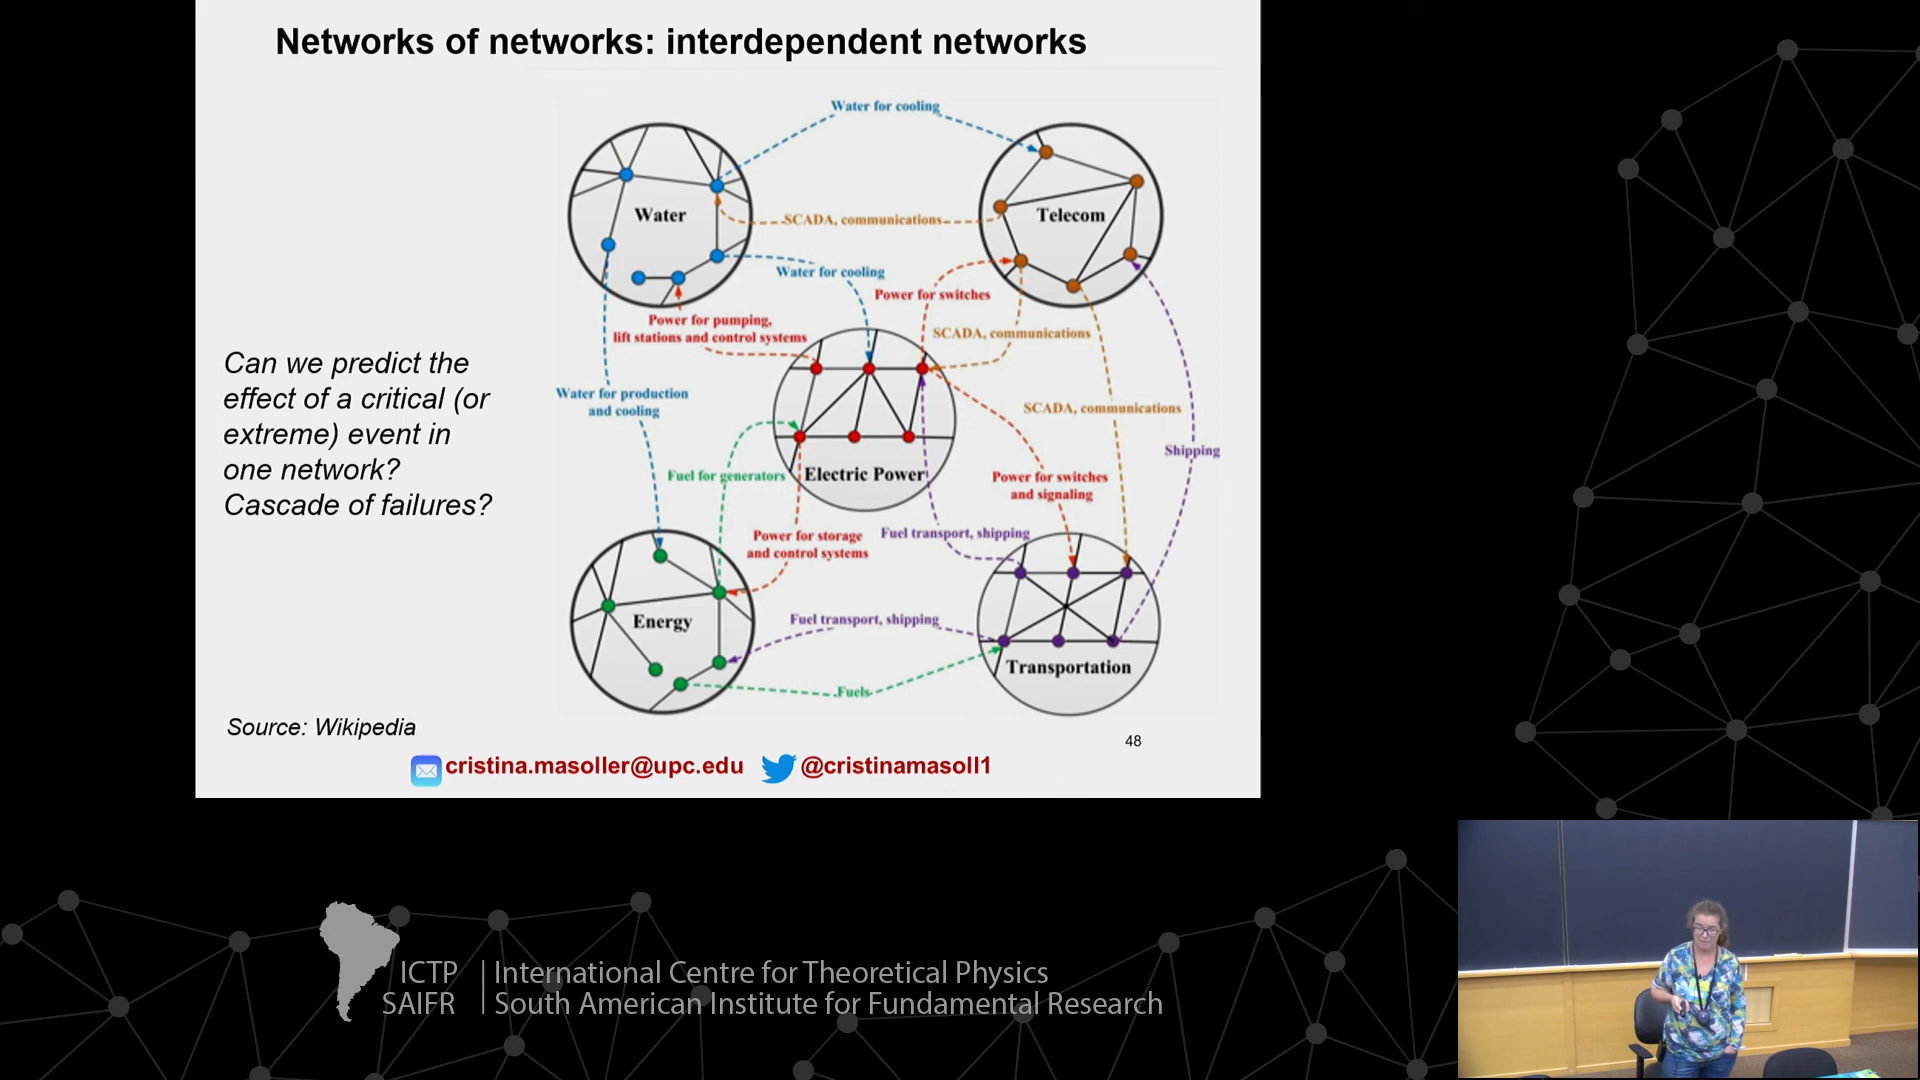 Networks of networks: interdependent networks
Water for cooling
Water
Telecom
SCADA, communications
Water for cooling
Power for switches
Power for pumping,
lift stations and control systems
SCADA, communications
Can we predict the
effect of a critical (or
extreme) event in
one network?
Cascade of failures?
Water for production
and cooling
SCADA, communications
Shipping
Fuel for generators
Electric Power
Power for switches
and signaling
Power for storage
and control systems
Fuel transport, shipping
Energy
Fuel transport, shipping
Transportation
Fuels
Source: Wikipedia
48
cristina.masoller@upc.edu
@cristinamasoll1
ICTP
SAIFR
International Centre for Theoretical Physics
South American Institute for Fundamental Research